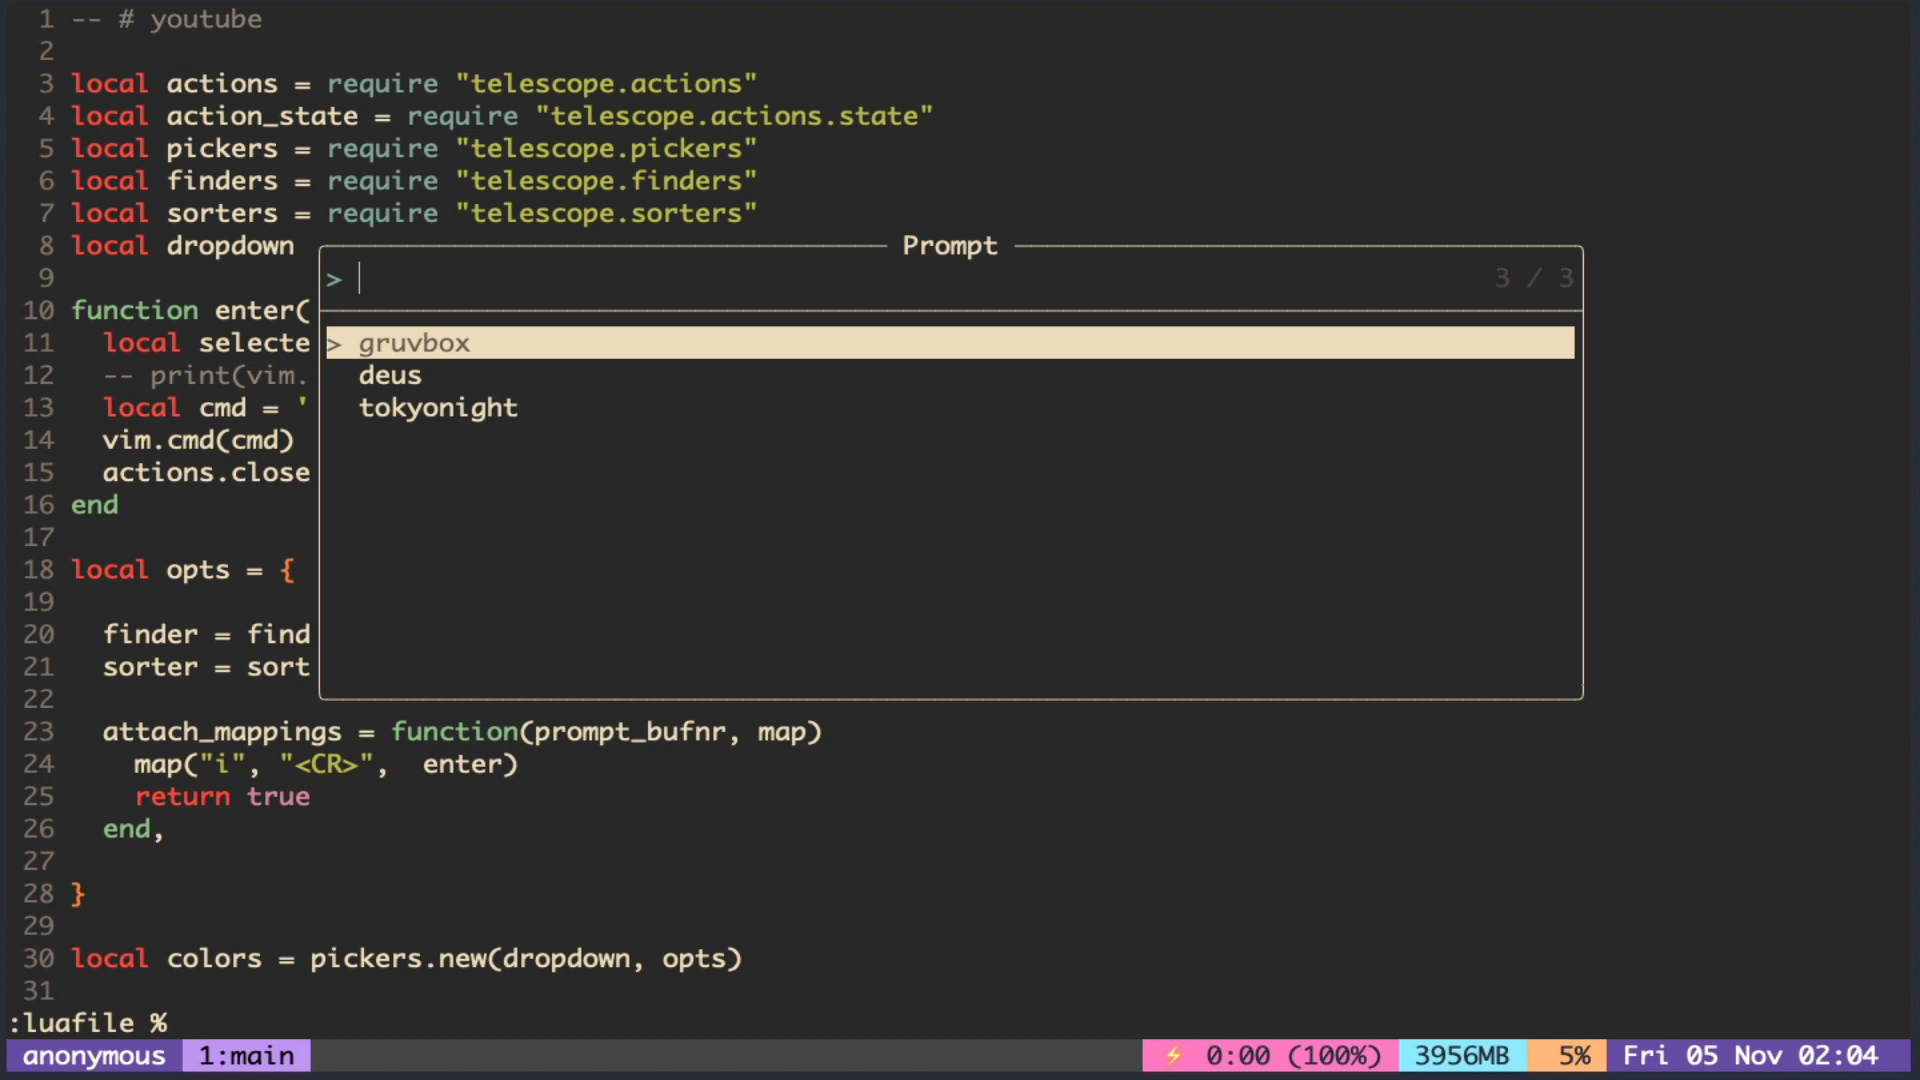 1 -- # youtube
2
3 local actions = require "telescope.actions"
4 local action_state = require "telescope.actions.state"
5 local pickers = require "telescope.pickers"
6 local finders = require "telescope.finders"
7 local sorters = require "telescope.sorters"
8 local dropdown Prompt
9 > 3 / 3
10 function enter(
11 local selecte > gruvbox
12 -- print(vim. deus
13 local cmd = ' tokyonight
14 vim.cmd(cmd)
15 actions.close
16 end
17
18 local opts = {
19
20 finder = find
21 sorter = sort
22
23 attach_mappings = function(prompt_bufnr, map)
24 map("i", "<CR>",  enter)
25 return true
26 end,
27
28 }
29
30 local colors = pickers.new(dropdown, opts)
31
:luafile %
anonymous 1:main ⚡ 0:00 (100%) 3956MB 5% Fri 05 Nov 02:04